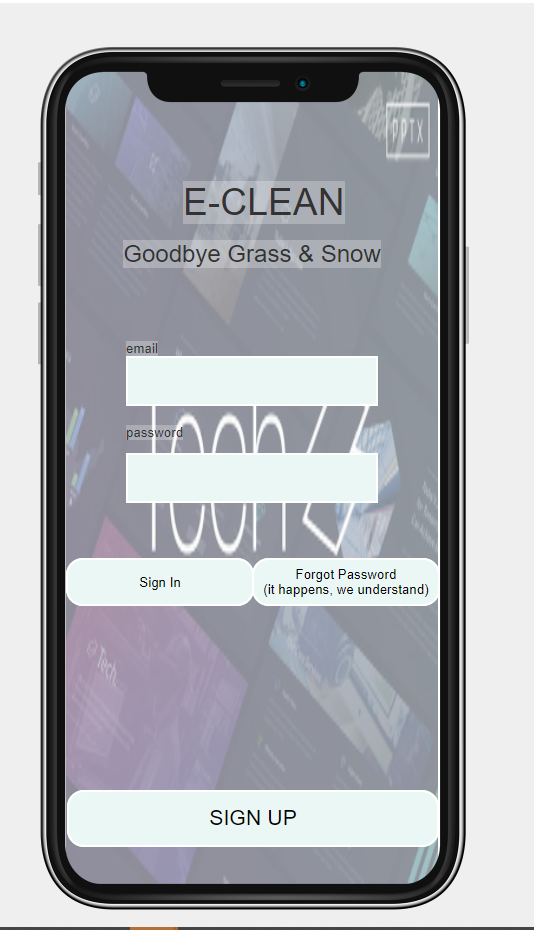 PPTX
E-CLEAN
Goodbye Grass & Snow
email
password
Sign In
Forgot Password
(it happens, we understand)
Tech
SIGN UP